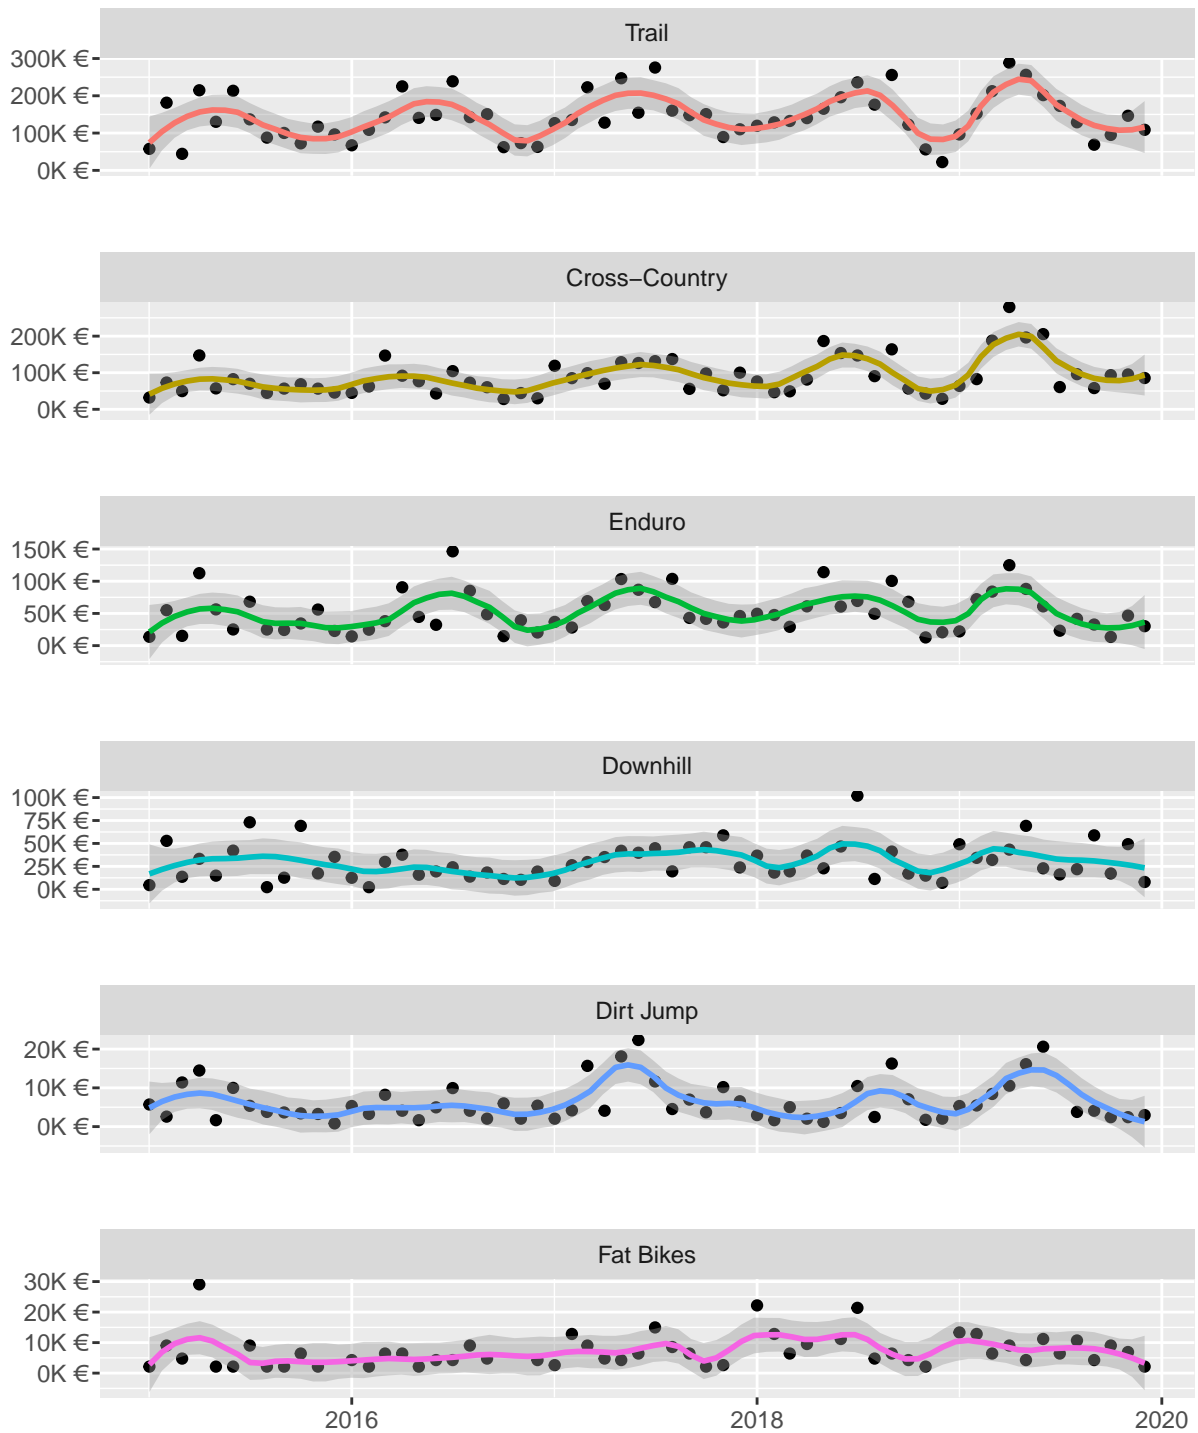 Trail
300K €
200K €
100K €
0K €
Cross−Country
200K €
100K €
0K €
Enduro
150K €
100K €
50K €
0K €
Downhill
100K €
75K €
50K €
25K €
0K €
Dirt Jump
20K €
10K €
0K €
Fat Bikes
30K €
20K €
10K €
0K €
2016 2018 2020